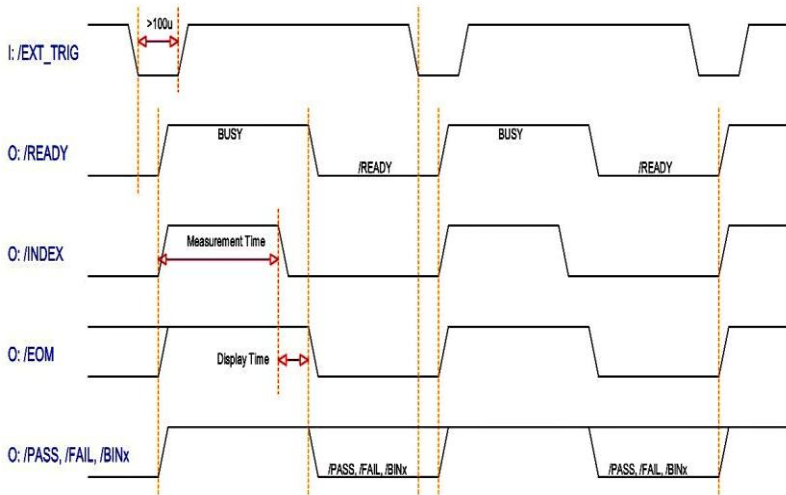 >100u
I: /EXT_TRIG
BUSY
BUSY
O: /READY
/READY
/READY
Measurement Time
O: /INDEX
O: /EOM
Display Time
O: /PASS, /FAIL, /BINx
/PASS, /FAIL, /BINx
/PASS, /FAIL, /BINx